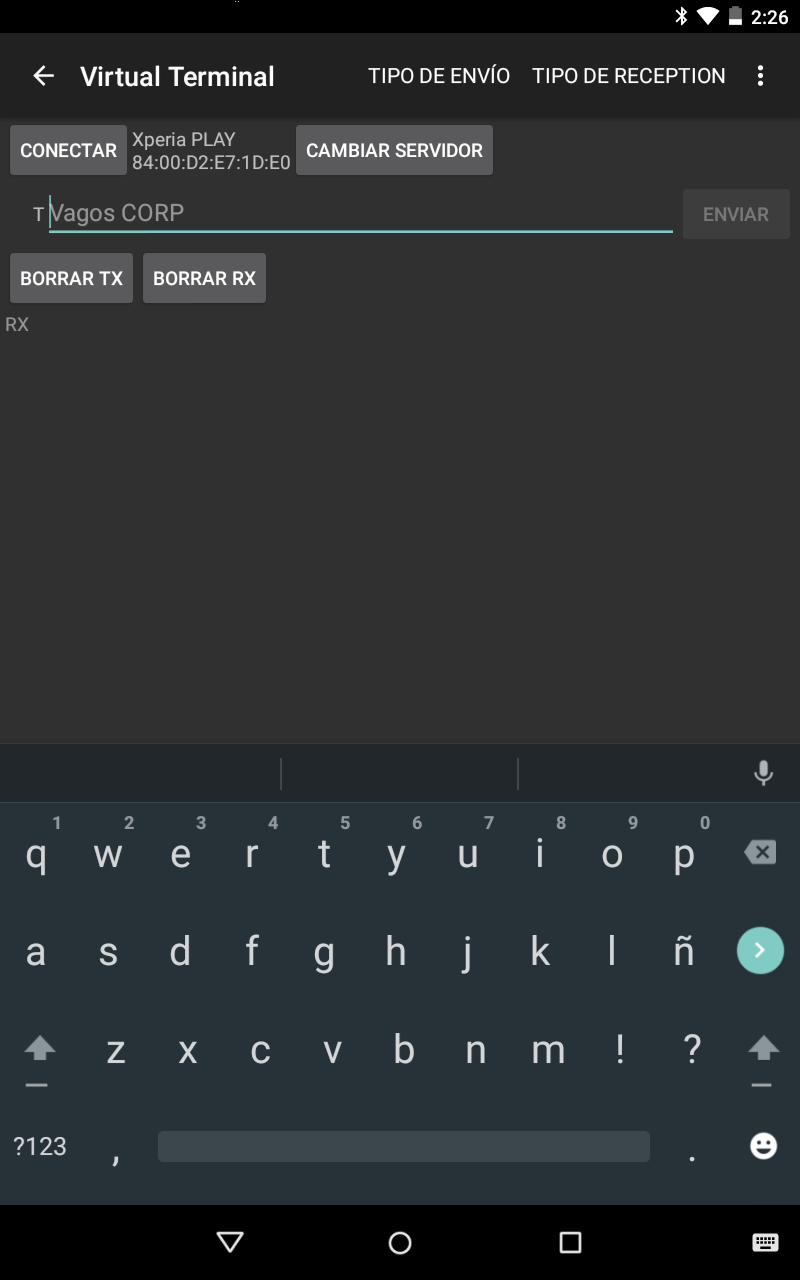 2:26
Virtual Terminal TIPO DE ENVÍO TIPO DE RECEPTION
CONECTAR Xperia PLAY CAMBIAR SERVIDOR
84:00:D2:E7:1D:E0
T Vagos CORP ENVIAR
BORRAR TX BORRAR RX
RX
1 2 3 4 5 6 7 8 9 0
q w e r t y u i o p
a s d f g h j k l ñ
z x c v b n m ! ?
?123 , .